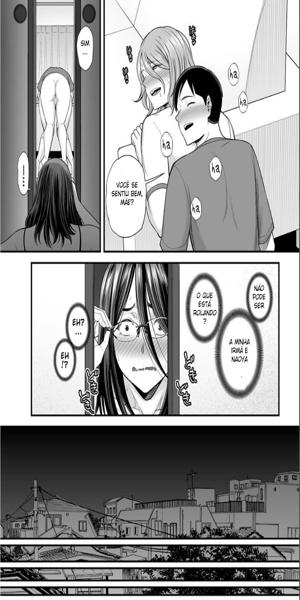 SIM
...
ha,
ha,
ha,
ha,
VOCÊ SE
SENTIU BEM,
MÃE?
...!
NÃO
PODE SER
O QUE
ESTÁ
ROLANDO
?
A MINHA
IRMÃ E
NAOYA
.
EH?
...
EH
!?